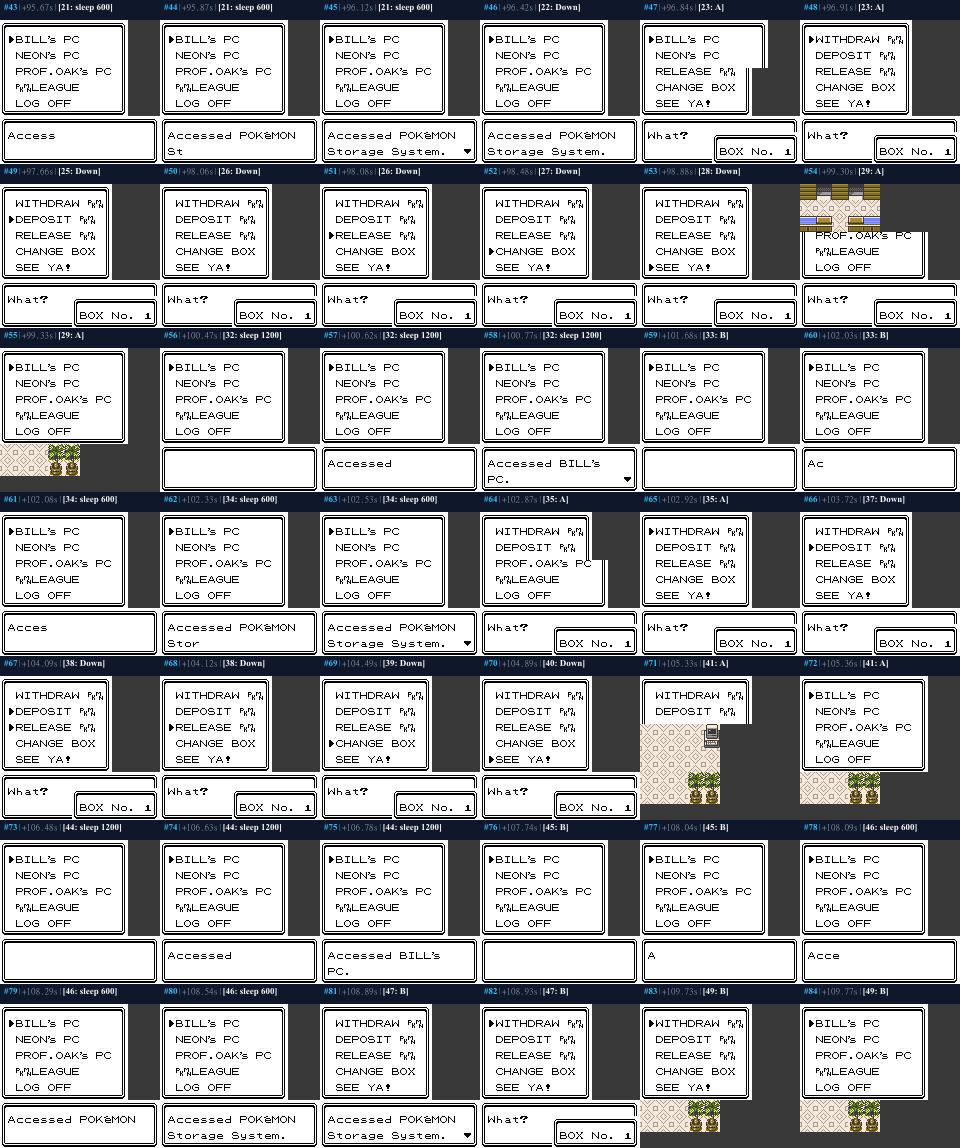 #43|+95.67s|[21: sleep 600]
▶BILL's PC
NEON's PC
PROF.OAK's PC
PKMN LEAGUE
LOG OFF
Access
#44|+95.87s|[21: sleep 600]
▶BILL's PC
NEON's PC
PROF.OAK's PC
PKMN LEAGUE
LOG OFF
Accessed POKéMON
St
#45|+96.12s|[21: sleep 600]
▶BILL's PC
NEON's PC
PROF.OAK's PC
PKMN LEAGUE
LOG OFF
Accessed POKéMON
Storage System. ▼
#46|+96.42s|[22: Down]
▶BILL's PC
NEON's PC
PROF.OAK's PC
PKMN LEAGUE
LOG OFF
Accessed POKéMON
Storage System.
#47|+96.84s|[23: A]
▶BILL's PC
NEON's PC
RELEASE PKMN
CHANGE BOX
SEE YA!
What?
BOX No. 1
#48|+96.91s|[23: A]
▶WITHDRAW PKMN
DEPOSIT PKMN
RELEASE PKMN
CHANGE BOX
SEE YA!
What?
BOX No. 1
#49|+97.66s|[25: Down]
WITHDRAW PKMN
▶DEPOSIT PKMN
RELEASE PKMN
CHANGE BOX
SEE YA!
What?
BOX No. 1
#50|+98.06s|[26: Down]
WITHDRAW PKMN
DEPOSIT PKMN
RELEASE PKMN
CHANGE BOX
SEE YA!
What?
BOX No. 1
#51|+98.08s|[26: Down]
WITHDRAW PKMN
DEPOSIT PKMN
▶RELEASE PKMN
CHANGE BOX
SEE YA!
What?
BOX No. 1
#52|+98.48s|[27: Down]
WITHDRAW PKMN
DEPOSIT PKMN
RELEASE PKMN
▶CHANGE BOX
SEE YA!
What?
BOX No. 1
#53|+98.88s|[28: Down]
WITHDRAW PKMN
DEPOSIT PKMN
RELEASE PKMN
CHANGE BOX
▶SEE YA!
What?
BOX No. 1
#54|+99.30s|[29: A]
PROF.OAK's PC
PKMN LEAGUE
LOG OFF
What?
BOX No. 1
#55|+99.33s|[29: A]
▶BILL's PC
NEON's PC
PROF.OAK's PC
PKMN LEAGUE
LOG OFF
#56|+100.47s|[32: sleep 1200]
▶BILL's PC
NEON's PC
PROF.OAK's PC
PKMN LEAGUE
LOG OFF
#57|+100.62s|[32: sleep 1200]
▶BILL's PC
NEON's PC
PROF.OAK's PC
PKMN LEAGUE
LOG OFF
Accessed
#58|+100.77s|[32: sleep 1200]
▶BILL's PC
NEON's PC
PROF.OAK's PC
PKMN LEAGUE
LOG OFF
Accessed BILL's
PC. ▼
#59|+101.68s|[33: B]
▶BILL's PC
NEON's PC
PROF.OAK's PC
PKMN LEAGUE
LOG OFF
#60|+102.03s|[33: B]
▶BILL's PC
NEON's PC
PROF.OAK's PC
PKMN LEAGUE
LOG OFF
Ac
#61|+102.08s|[34: sleep 600]
▶BILL's PC
NEON's PC
PROF.OAK's PC
PKMN LEAGUE
LOG OFF
Acces
#62|+102.33s|[34: sleep 600]
▶BILL's PC
NEON's PC
PROF.OAK's PC
PKMN LEAGUE
LOG OFF
Accessed POKéMON
Stor
#63|+102.53s|[34: sleep 600]
▶BILL's PC
NEON's PC
PROF.OAK's PC
PKMN LEAGUE
LOG OFF
Accessed POKéMON
Storage System. ▼
#64|+102.87s|[35: A]
WITHDRAW PKMN
DEPOSIT PKMN
PROF.OAK's PC
PKMN LEAGUE
LOG OFF
What?
BOX No. 1
#65|+102.92s|[35: A]
▶WITHDRAW PKMN
DEPOSIT PKMN
RELEASE PKMN
CHANGE BOX
SEE YA!
What?
BOX No. 1
#66|+103.72s|[37: Down]
WITHDRAW PKMN
▶DEPOSIT PKMN
RELEASE PKMN
CHANGE BOX
SEE YA!
What?
BOX No. 1
#67|+104.09s|[38: Down]
WITHDRAW PKMN
▶DEPOSIT PKMN
▶RELEASE PKMN
CHANGE BOX
SEE YA!
What?
BOX No. 1
#68|+104.12s|[38: Down]
WITHDRAW PKMN
DEPOSIT PKMN
▶RELEASE PKMN
CHANGE BOX
SEE YA!
What?
BOX No. 1
#69|+104.49s|[39: Down]
WITHDRAW PKMN
DEPOSIT PKMN
RELEASE PKMN
▶CHANGE BOX
SEE YA!
What?
BOX No. 1
#70|+104.89s|[40: Down]
WITHDRAW PKMN
DEPOSIT PKMN
RELEASE PKMN
CHANGE BOX
▶SEE YA!
What?
BOX No. 1
#71|+105.33s|[41: A]
WITHDRAW PKMN
DEPOSIT PKMN
#72|+105.36s|[41: A]
▶BILL's PC
NEON's PC
PROF.OAK's PC
PKMN LEAGUE
LOG OFF
#73|+106.48s|[44: sleep 1200]
▶BILL's PC
NEON's PC
PROF.OAK's PC
PKMN LEAGUE
LOG OFF
#74|+106.63s|[44: sleep 1200]
▶BILL's PC
NEON's PC
PROF.OAK's PC
PKMN LEAGUE
LOG OFF
Accessed
#75|+106.78s|[44: sleep 1200]
▶BILL's PC
NEON's PC
PROF.OAK's PC
PKMN LEAGUE
LOG OFF
Accessed BILL's
PC.
#76|+107.74s|[45: B]
▶BILL's PC
NEON's PC
PROF.OAK's PC
PKMN LEAGUE
LOG OFF
#77|+108.04s|[45: B]
▶BILL's PC
NEON's PC
PROF.OAK's PC
PKMN LEAGUE
LOG OFF
A
#78|+108.09s|[46: sleep 600]
▶BILL's PC
NEON's PC
PROF.OAK's PC
PKMN LEAGUE
LOG OFF
Acce
#79|+108.29s|[46: sleep 600]
▶BILL's PC
NEON's PC
PROF.OAK's PC
PKMN LEAGUE
LOG OFF
Accessed POKéMON
#80|+108.54s|[46: sleep 600]
▶BILL's PC
NEON's PC
PROF.OAK's PC
PKMN LEAGUE
LOG OFF
Accessed POKéMON
Storage System.
#81|+108.89s|[47: B]
WITHDRAW PKMN
DEPOSIT PKMN
RELEASE PKMN
CHANGE BOX
SEE YA!
Accessed POKéMON
Storage System. ▼
#82|+108.93s|[47: B]
▶WITHDRAW PKMN
DEPOSIT PKMN
RELEASE PKMN
CHANGE BOX
SEE YA!
What?
BOX No. 1
#83|+109.73s|[49: B]
▶WITHDRAW PKMN
DEPOSIT PKMN
RELEASE PKMN
CHANGE BOX
SEE YA!
#84|+109.77s|[49: B]
▶BILL's PC
NEON's PC
PROF.OAK's PC
PKMN LEAGUE
LOG OFF